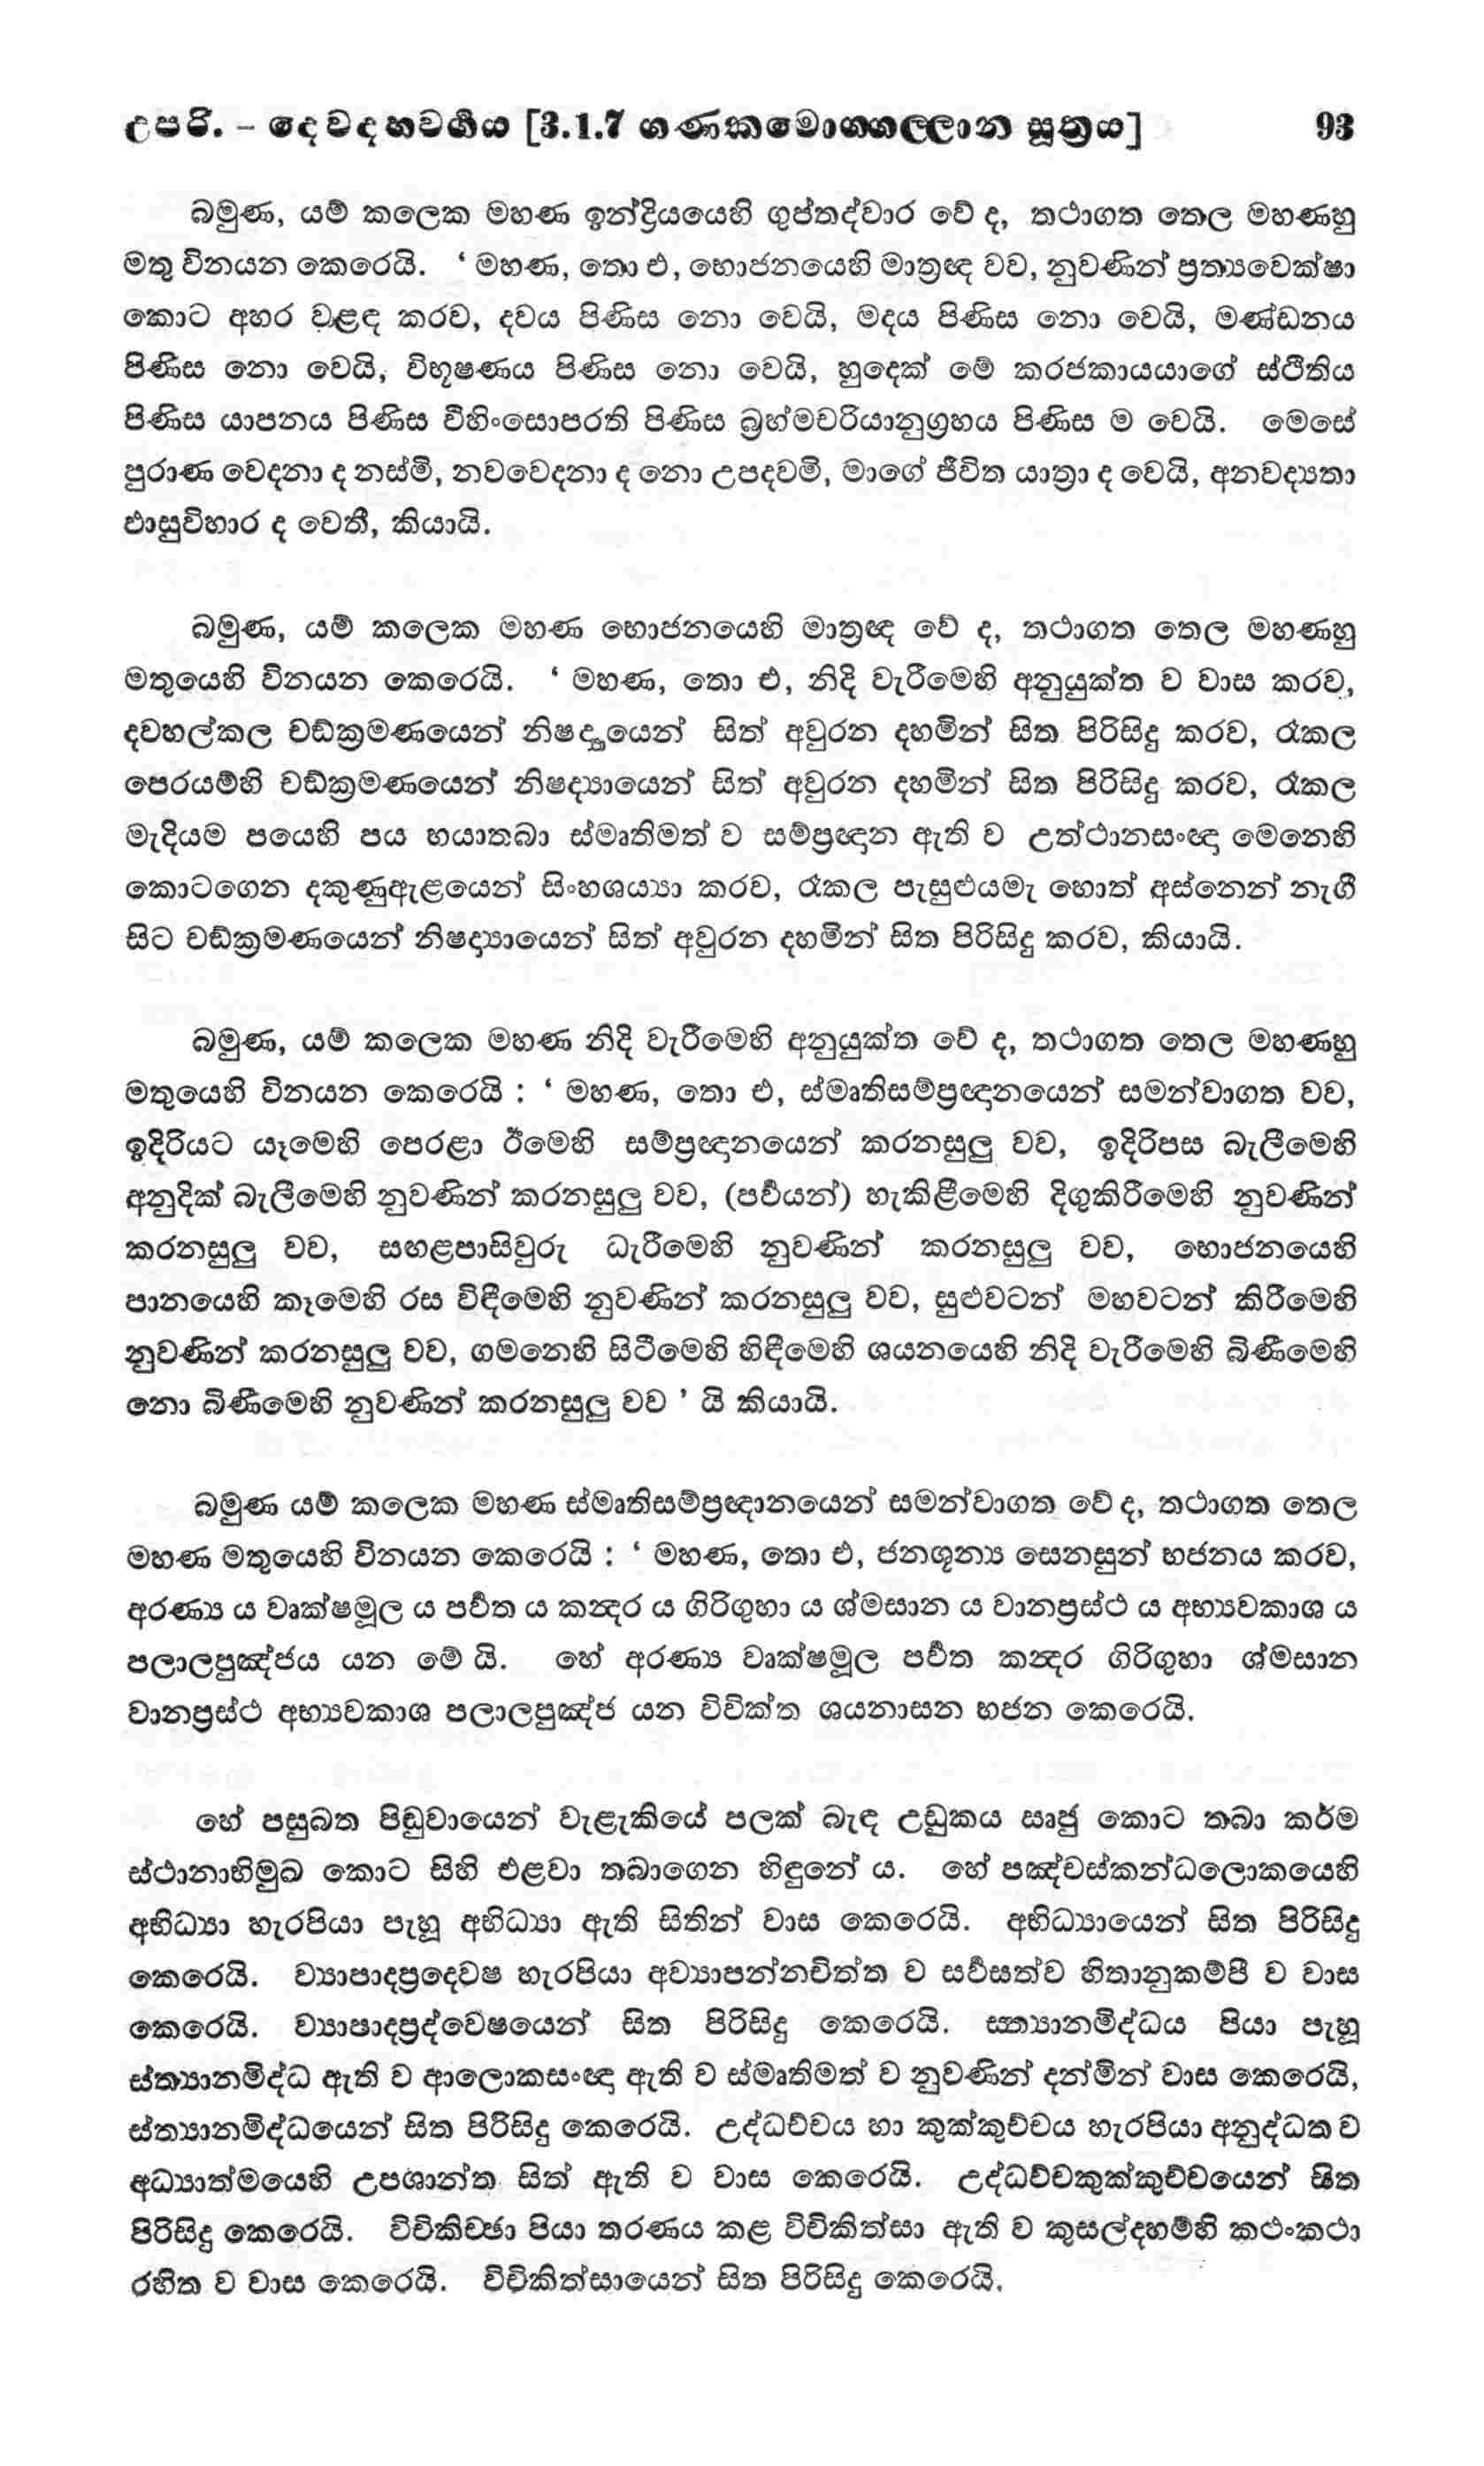 උපරි. – දෙවදහවර්‍ගය [3.1.7 ගණකමොග්ගල්ලාන සූත්‍රය] 93
බමුණ, යම් කලෙක මහණ ඉන්ද්‍රියයෙහි ගුප්තද්වාර වේ ද, තථාගත තෙල මහණහු
මතු විනයන කෙරෙයි. ‘ මහණ, තො එ, භොජනයෙහි මාත්‍රඥ වව, නුවණින් ප්‍රත්‍යවෙක්ෂා
කොට අහර වළඳ කරව, දවය පිණිස නො වෙයි, මදය පිණිස නො වෙයි, මණ්ඩනය
පිණිස නො වෙයි, විභූෂණය පිණිස නො වෙයි, හුදෙක් මේ කරජකායයාගේ ස්ථිතිය
පිණිස යාපනය පිණිස විහිංසොපරති පිණිස බ්‍රහ්මචරියානුග්‍රහය පිණිස ම වෙයි. මෙසේ
පුරාණ වෙදනා ද නස්මි, නවවෙදනා ද නො උපදවමි, මාගේ ජීවිත යාත්‍රා ද වෙයි, අනවද්‍යතා
ඵාසුවිහාර ද වෙතී, කියායි.
බමුණ, යම් කලෙක මහණ භොජනයෙහි මාත්‍රඥ වේ ද, තථාගත තෙල මහණහු
මතුයෙහි විනයන කෙරෙයි. ‘ මහණ, තො එ, නිදි වැරීමෙහි අනුයුක්ත ව වාස කරව,
දවහල්කල චඞ්ක්‍රමණයෙන් නිෂද්‍යායෙන් සිත් අවුරන දහමින් සිත පිරිසිදු කරව, රෑකල
පෙරයම්හි චඞ්ක්‍රමණයෙන් නිෂද්‍යායෙන් සිත් අවුරන දහමින් සිත පිරිසිදු කරව, රෑකල
මැදියම පයෙහි පය හයාතබා ස්මෘතිමත් ව සම්ප්‍රඥාන ඇති ව උත්ථානසංඥා මෙනෙහි
කොටගෙන දකුණුඇළයෙන් සිංහශය්‍යා කරව, රෑකල පැසුළුයමැ හොත් අස්නෙන් නැගී
සිට චඞ්ක්‍රමණයෙන් නිෂද්‍යායෙන් සිත් අවුරන දහමින් සිත පිරිසිදු කරව, කියායි.
බමුණ, යම් කලෙක මහණ නිදි වැරීමෙහි අනුයුක්ත වේ ද, තථාගත තෙල මහණහු
මතුයෙහි විනයන කෙරෙයි : ‘ මහණ, තො එ, ස්මෘතිසම්ප්‍රඥානයෙන් සමන්වාගත වව,
ඉදිරියට යෑමෙහි පෙරළා ඊමෙහි සම්ප්‍රඥානයෙන් කරනසුලු වව, ඉදිරිපස බැලීමෙහි
අනුදික් බැලීමෙහි නුවණින් කරනසුලු වව, (පර්‍වයන්) හැකිළීමෙහි දිගුකිරීමෙහි නුවණින්
කරනසුලු වව, සඟළපාසිවුරු ධැරීමෙහි නුවණින් කරනසුලු වව, භොජනයෙහි
පානයෙහි කෑමෙහි රස විඳීමෙහි නුවණින් කරනසුලු වව, සුළුවටන් මහවටන් කිරීමෙහි
නුවණින් කරනසුලු වව, ගමනෙහි සිටීමෙහි හිඳීමෙහි ශයනයෙහි නිදි වැරීමෙහි බිණීමෙහි
නො බිණීමෙහි නුවණින් කරනසුලු වව ’ යි කියායි.
බමුණ යම් කලෙක මහණ ස්මෘතිසම්ප්‍රඥානයෙන් සමන්වාගත වේ ද, තථාගත තෙල
මහණ මතුයෙහි විනයන කෙරෙයි : ‘ මහණ, තො එ, ජනශූන්‍ය සෙනසුන් භජනය කරව,
අරණ්‍ය ය වෘක්ෂමූල ය පර්‍වත ය කඳර ය ගිරිගුහා ය ශ්මසාන ය වානප්‍රස්ථ ය අභ්‍යවකාශ ය
පලාලපුඤ්ජය යන මේ යි. හේ අරණ්‍ය වෘක්ෂමූල පර්‍වත කන්‍දර ගිරිගුහා ශ්මසාන
වානප්‍රස්ථ අභ්‍යවකාශ පලාලපුඤ්ජ යන විවික්ත ශයනාසන භජන කෙරෙයි.
හේ පසුබත පිඬුවායෙන් වැළැකියේ පලක් බැඳ උඩුකය සෘජු කොට තබා කර්ම
ස්ථානාභිමුඛ කොට සිහි එළවා තබාගෙන හිඳුනේ ය. හේ පඤ්චස්කන්ධලොකයෙහි
අභිධ්‍යා හැරපියා පැහූ අභිධ්‍යා ඇති සිතින් වාස කෙරෙයි. අභිධ්‍යායෙන් සිත පිරිසිදු
කෙරෙයි. ව්‍යාපාදප්‍රදෙවෂ හැරපියා අව්‍යාපන්නචිත්ත ව සර්‍වසත්ව හිතානුකම්පී ව වාස
කෙරෙයි. ව්‍යාපාදප්‍රද්වේෂයෙන් සිත පිරිසිදු කෙරෙයි. ස්ත්‍යානමිද්ධය පියා පැහූ
ස්ත්‍යානමිද්ධ ඇති ව ආලොකසංඥා ඇති ව ස්මෘතිමත් ව නුවණින් දන්මින් වාස කෙරෙයි,
ස්ත්‍යානමිද්ධයෙන් සිත පිරිසිදු කෙරෙයි. උද්ධච්චය හා කුක්කුච්චය හැරපියා අනුද්ධත ව
අධ්‍යාත්මයෙහි උපශාන්ත සිත් ඇති ව වාස කෙරෙයි. උද්ධච්චකුක්කුච්චයෙන් සිත
පිරිසිදු කෙරෙයි. විචිකිච්ඡා පියා තරණය කළ විචිකිත්සා ඇති ව කුසල්දහම්හි කථංකථා
රහිත ව වාස කෙරෙයි. විචිකිත්සායෙන් සිත පිරිසිදු කෙරෙයි.